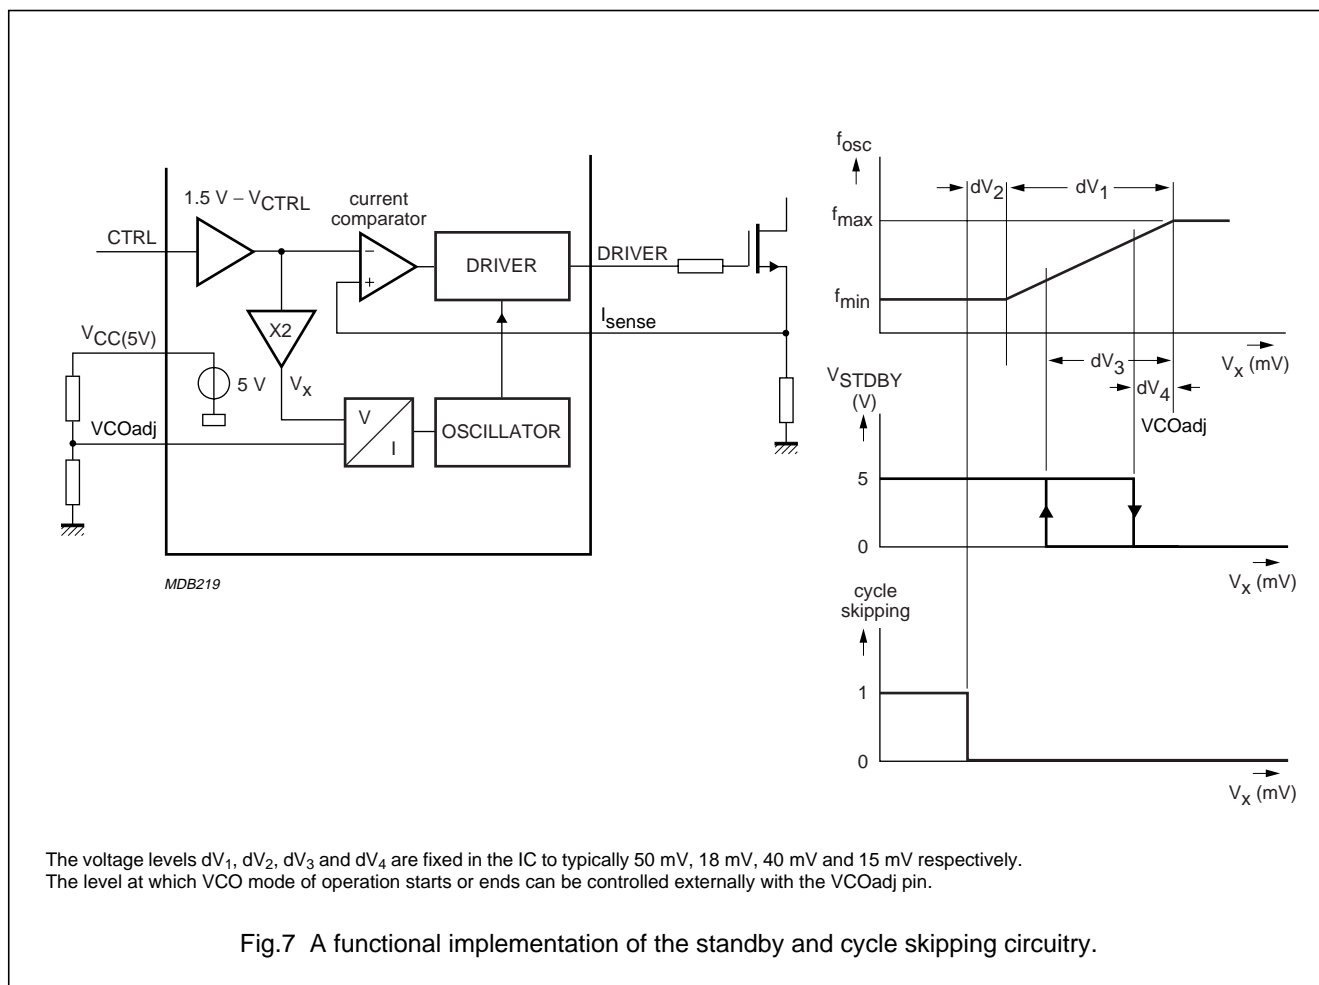 1.5 V – VCTRL
CTRL
current
comparator
–
+
DRIVER
DRIVER
Isense
X2
VCC(5V)
5 V
Vx
VCOadj
V
I
OSCILLATOR
MDB219
fosc
dV2
dV1
fmax
fmin
dV3
Vx (mV)
dV4
VCOadj
VSTDBY
(V)
5
0
Vx (mV)
cycle
skipping
1
0
Vx (mV)
The voltage levels dV1, dV2, dV3 and dV4 are fixed in the IC to typically 50 mV, 18 mV, 40 mV and 15 mV respectively.
The level at which VCO mode of operation starts or ends can be controlled externally with the VCOadj pin.
Fig.7 A functional implementation of the standby and cycle skipping circuitry.